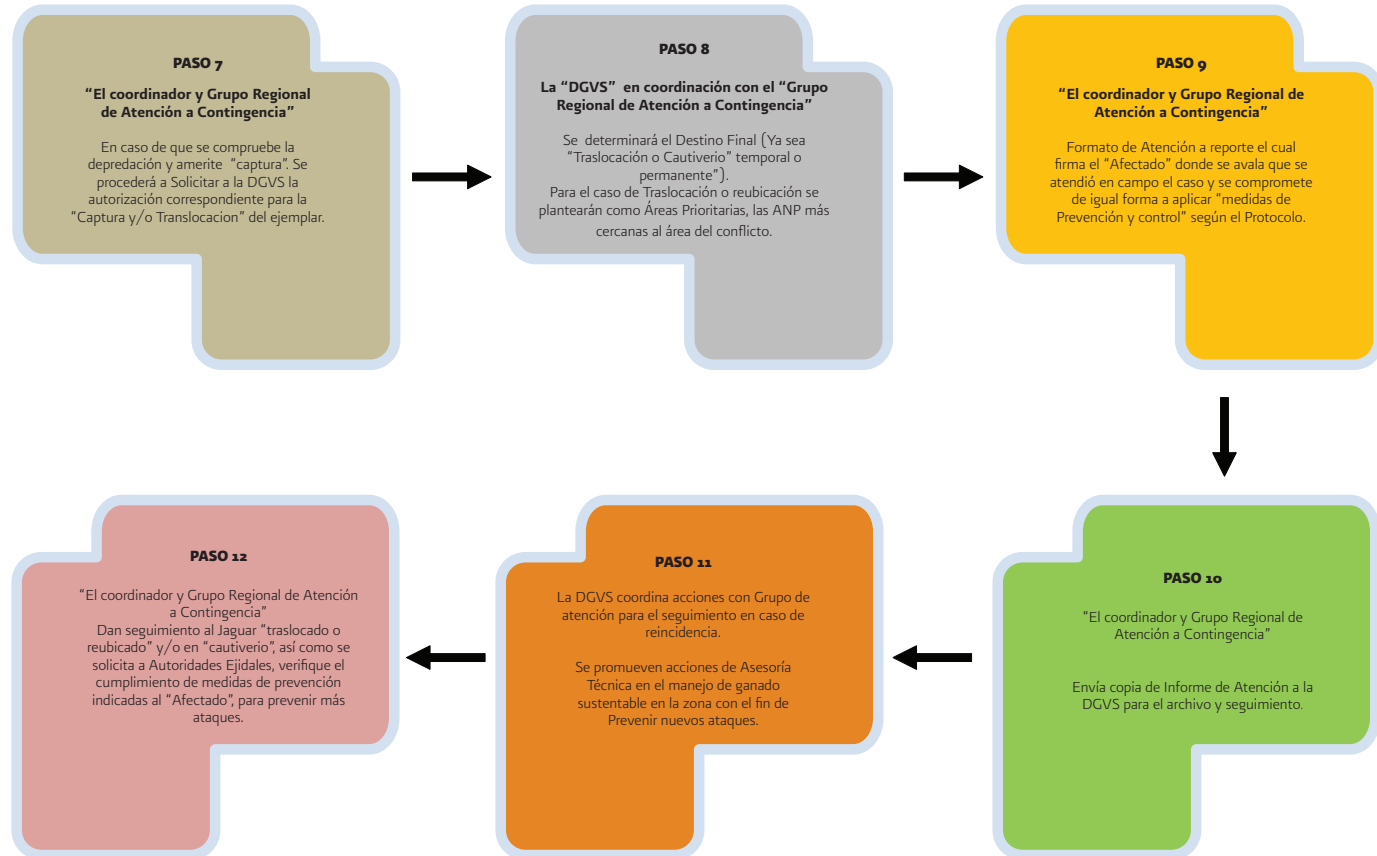 PASO 7
“El coordinador y Grupo Regional
de Atención a Contingencia”
En caso de que se compruebe la
depredación y amerite “captura”. Se
procederá a Solicitar a la DGVS la
autorización correspondiente para la
“Captura y/o Translocacion” del ejemplar.
PASO 8
La “DGVS” en coordinación con el “Grupo
Regional de Atención a Contingencia”
Se determinará el Destino Final (Ya sea
“Traslocación o Cautiverio” temporal o
permanente”).
Para el caso de Traslocación o reubicación se
plantearán como Áreas Prioritarias, las ANP más
cercanas al área del conflicto.
PASO 9
“El coordinador y Grupo Regional de
Atención a Contingencia”
Formato de Atención a reporte el cual
firma el “Afectado” donde se avala que se
atendió en campo el caso y se compromete
de igual forma a aplicar “medidas de
Prevención y control” según el Protocolo.
PASO 10
“El coordinador y Grupo Regional de
Atención a Contingencia”
Envía copia de Informe de Atención a la
DGVS para el archivo y seguimiento.
PASO 11
La DGVS coordina acciones con Grupo de
atención para el seguimiento en caso de
reincidencia.
Se promueven acciones de Asesoría
Técnica en el manejo de ganado
sustentable en la zona con el fin de
Prevenir nuevos ataques.
PASO 12
“El coordinador y Grupo Regional de Atención
a Contingencia”
Dan seguimiento al Jaguar “traslocado o
reubicado” y/o en “cautiverio”, así como se
solicita a Autoridades Ejidales, verifique el
cumplimiento de medidas de prevención
indicadas al “Afectado”, para prevenir más
ataques.